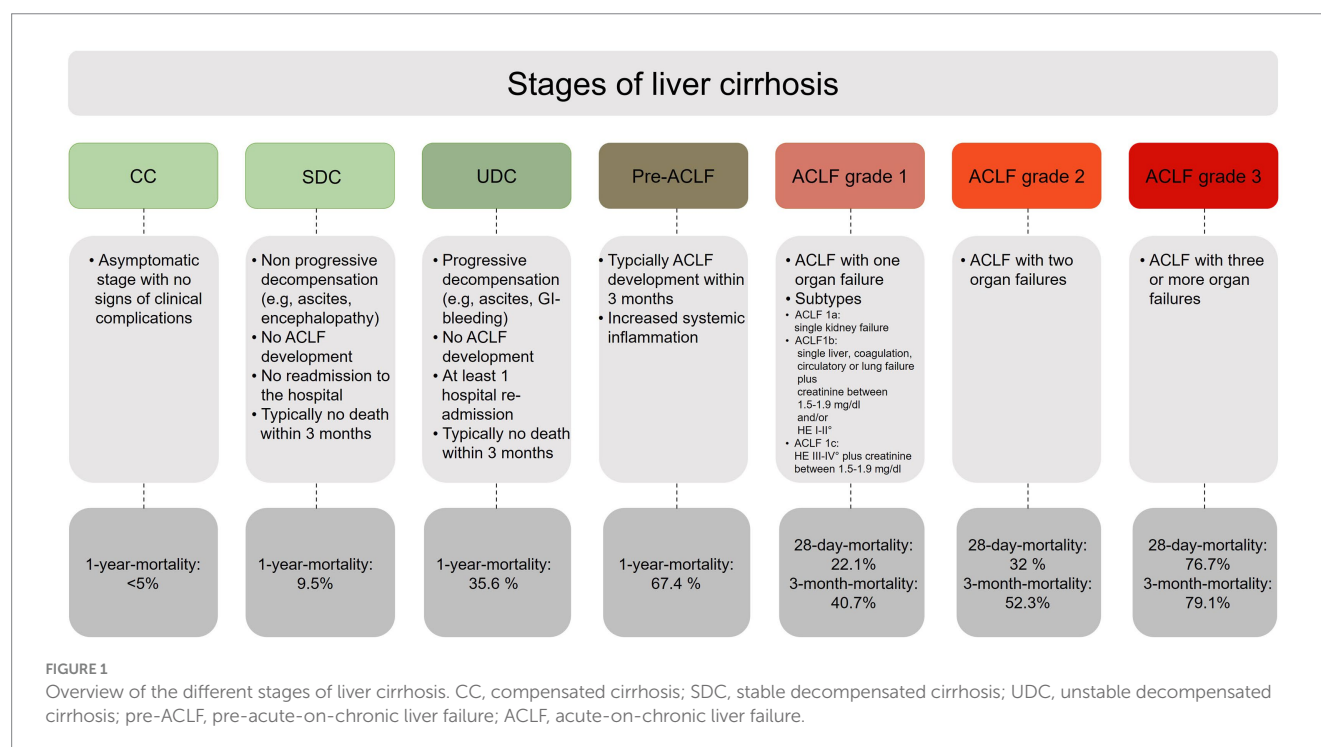 Stages of liver cirrhosis
CC
SDC
UDC
Pre-ACLF
ACLF grade 1
ACLF grade 2
ACLF grade 3
• Asymptomatic
stage with no
signs of clinical
complications
• Non progressive
decompensation
(e.g, ascites,
encephalopathy)
• No ACLF
development
• No readmission to
the hospital
• Typically no death
within 3 months
• Progressive
decompensation
(e.g, ascites, GI-
bleeding)
• No ACLF
development
• At least 1
hospital re-
admission
• Typically no death
within 3 months
• Typcially ACLF
development within
3 months
• Increased systemic
inflammation
• ACLF with one
organ failure
• Subtypes
• ACLF 1a:
single kidney failure
• ACLF1b:
single liver, coagulation,
circulatory or lung failure
plus
creatinine between
1.5-1.9 mg/dl
and/or
HE I-II°
• ACLF 1c:
HE III-IV° plus creatinine
between 1.5-1.9 mg/dl
• ACLF with two
organ failures
• ACLF with three
or more organ
failures
1-year-mortality:
<5%
1-year-mortality:
9.5%
1-year-mortality:
35.6 %
1-year-mortality:
67.4 %
28-day-mortality:
22.1%
3-month-mortality:
40.7%
28-day-mortality:
32 %
3-month-mortality:
52.3%
28-day-mortality:
76.7%
3-month-mortality:
79.1%
FIGURE 1
Overview of the different stages of liver cirrhosis. CC, compensated cirrhosis; SDC, stable decompensated cirrhosis; UDC, unstable decompensated
cirrhosis; pre-ACLF, pre-acute-on-chronic liver failure; ACLF, acute-on-chronic liver failure.